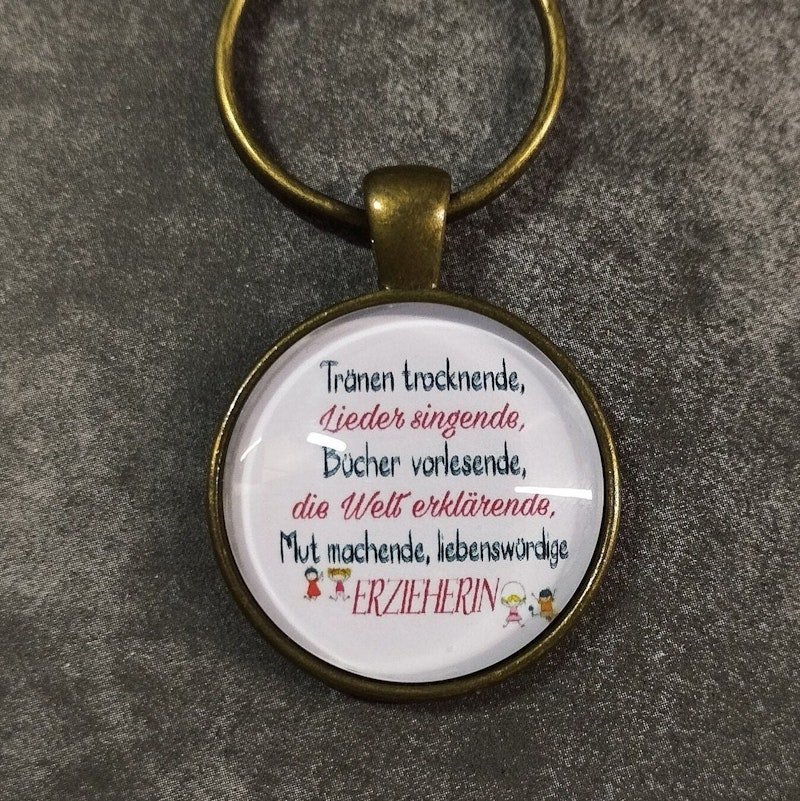 Tränen trocknende,
Lieder singende,
Bücher vorlesende,
die Welt erklärende,
Mut machende, liebenswürdige
ERZIEHERIN